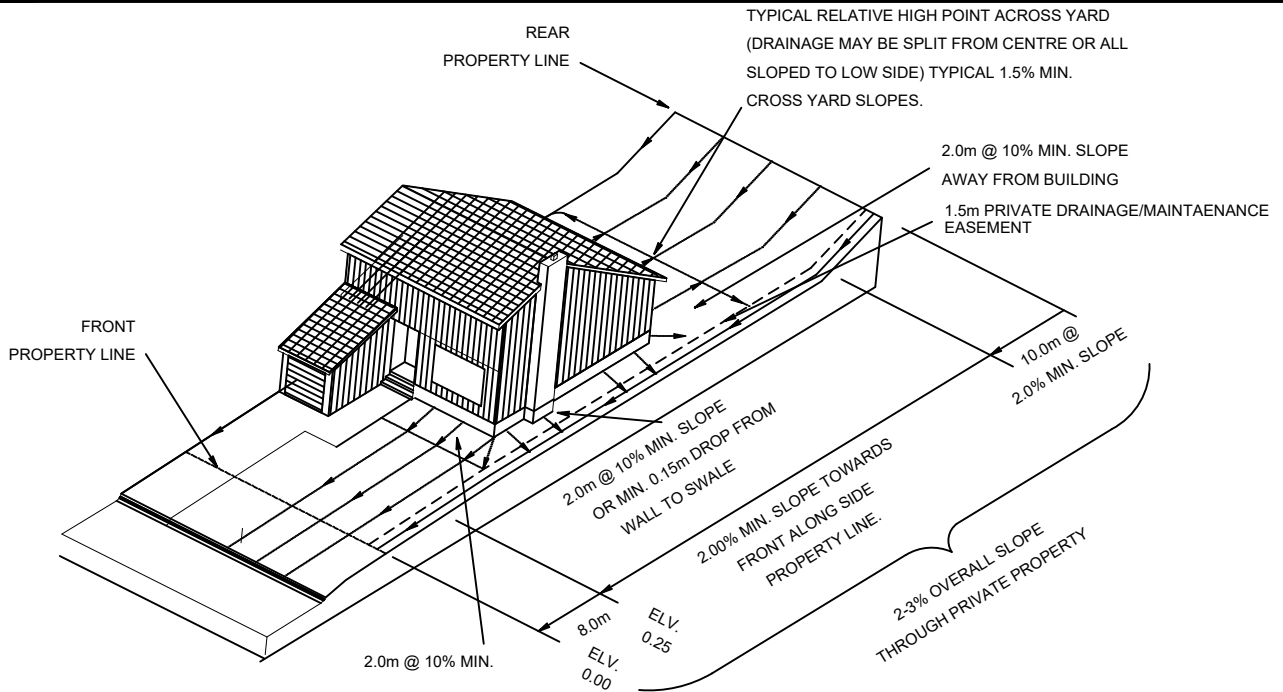 TYPICAL RELATIVE HIGH POINT ACROSS YARD
(DRAINAGE MAY BE SPLIT FROM CENTRE OR ALL
SLOPED TO LOW SIDE) TYPICAL 1.5% MIN.
CROSS YARD SLOPES.
REAR
PROPERTY LINE
2.0m @ 10% MIN. SLOPE
AWAY FROM BUILDING
1.5m PRIVATE DRAINAGE/MAINTAENANCE
EASEMENT
FRONT
PROPERTY LINE
10.0m @
2.0% MIN. SLOPE
2.0m @ 10% MIN. SLOPE
OR MIN. 0.15m DROP FROM
WALL TO SWALE
2.00% MIN. SLOPE TOWARDS
FRONT ALONG SIDE
PROPERTY LINE.
2-3% OVERALL SLOPE
THROUGH PRIVATE PROPERTY
8.0m
ELV.
0.25
ELV.
0.00
2.0m @ 10% MIN.